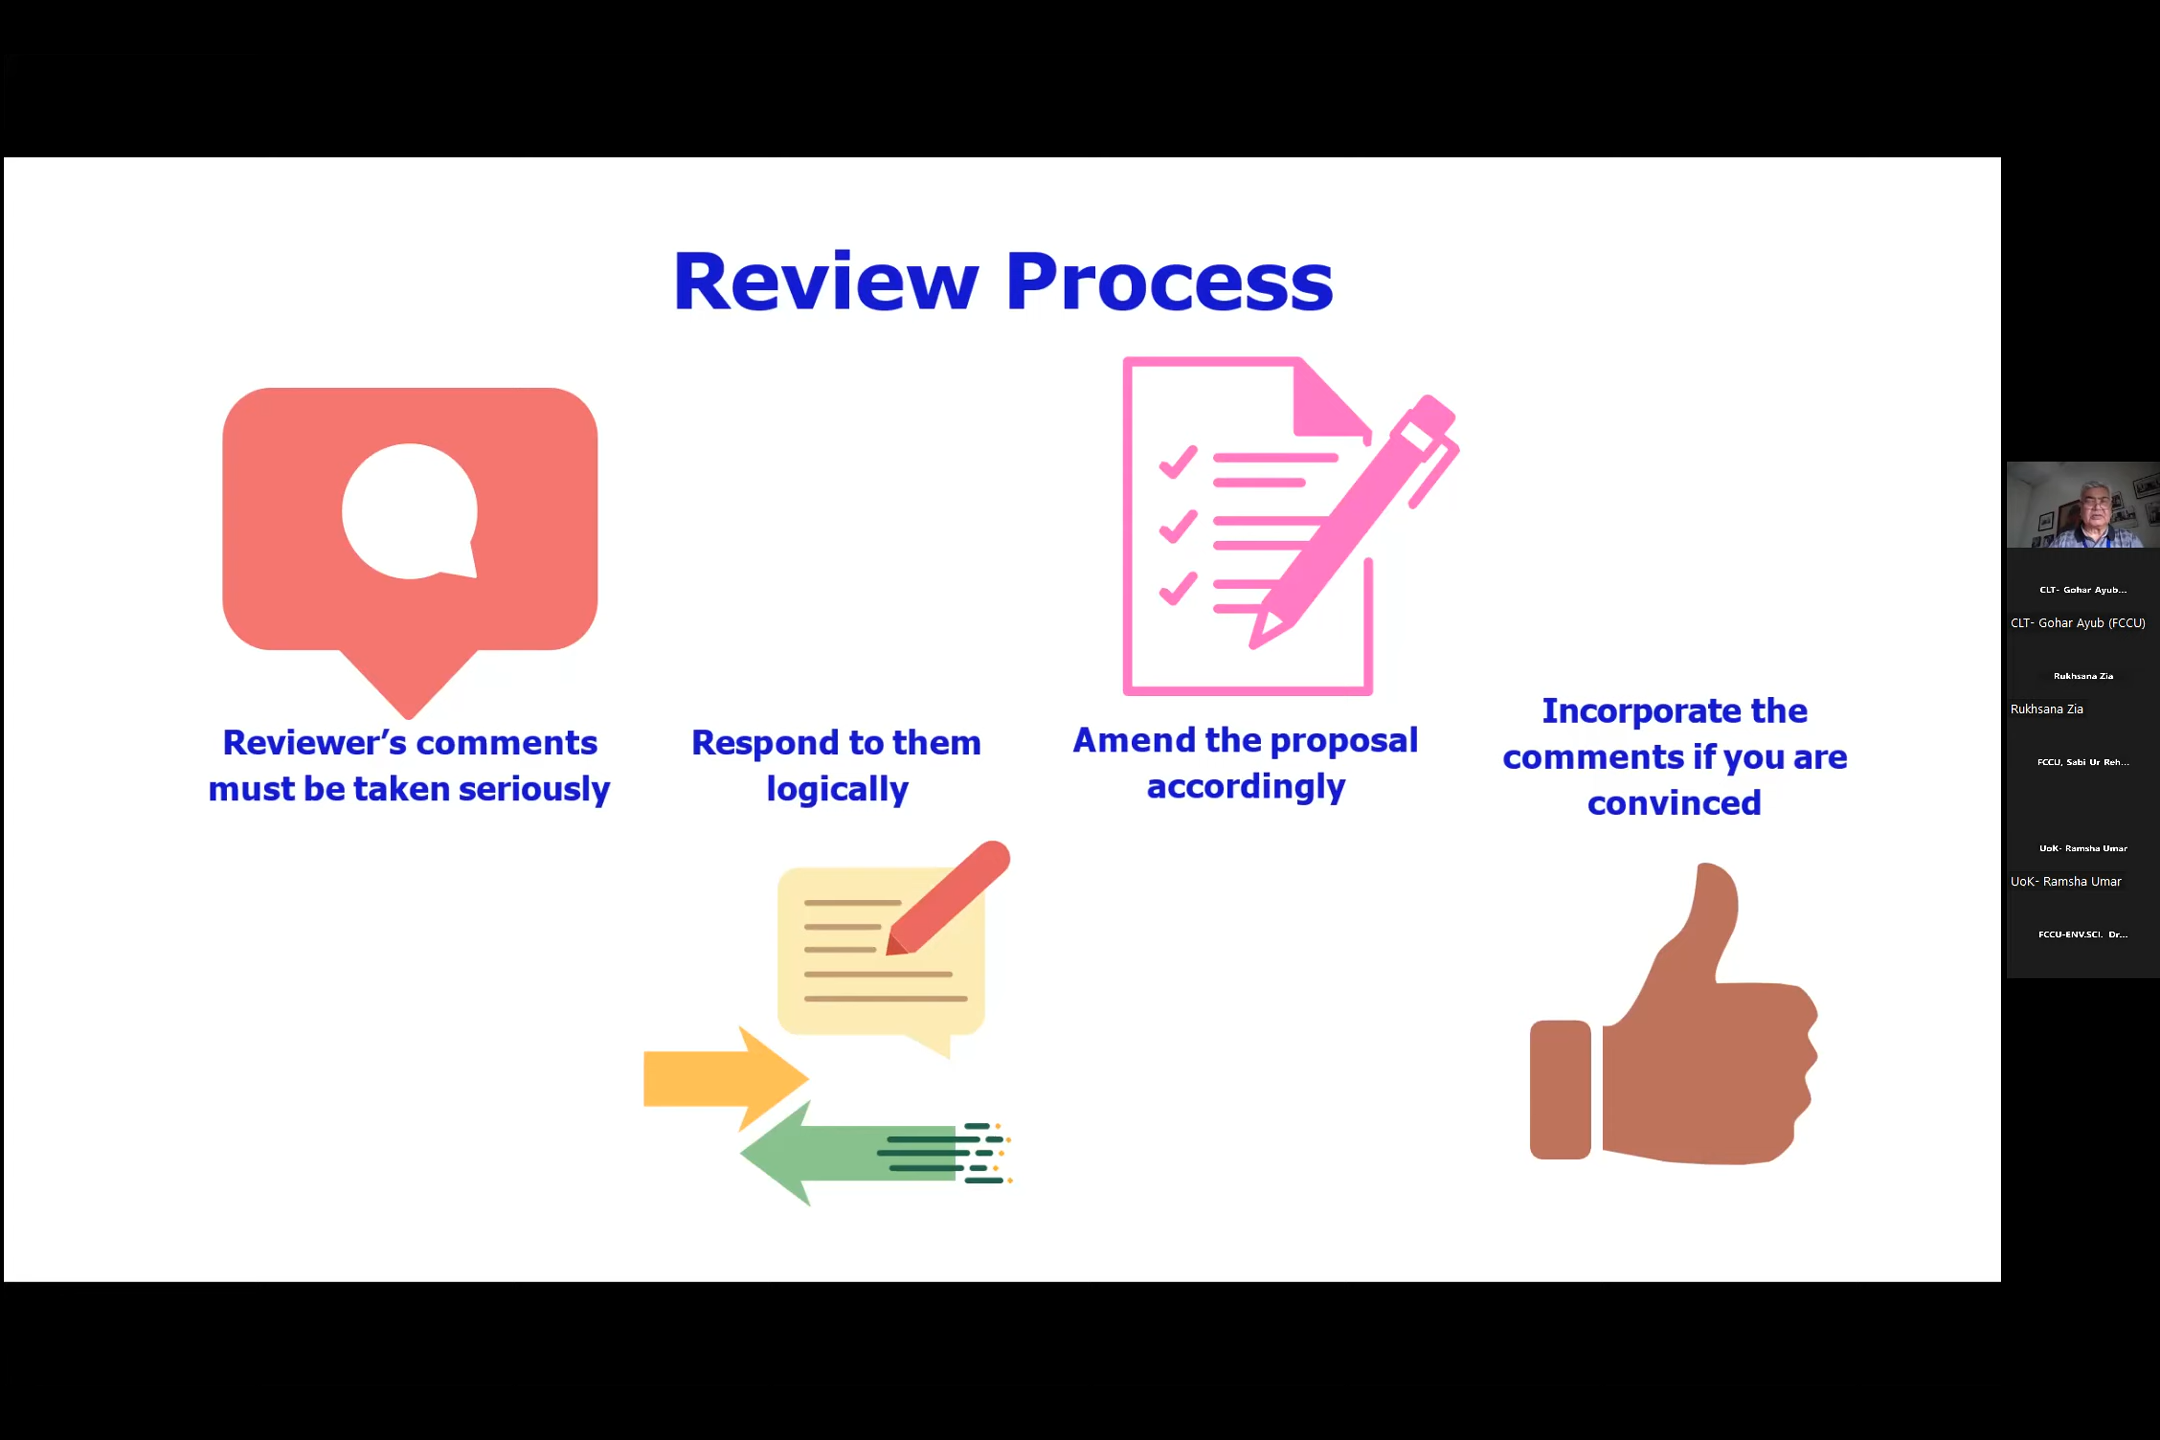 Review Process
Reviewer’s comments
must be taken seriously
Respond to them
logically
Amend the proposal
accordingly
Incorporate the
comments if you are
convinced
CLT- Gohar Ayub...
CLT- Gohar Ayub (FCCU)
Rukhsana Zia
Rukhsana Zia
FCCU, Sabi Ur Reh...
UoK- Ramsha Umar
UoK- Ramsha Umar
FCCU-ENV.SCI. Dr...